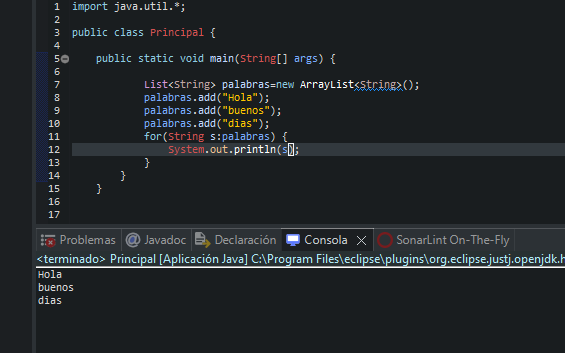 1 import java.util.*;
2
3 public class Principal {
4
5 public static void main(String[] args) {
6
7 List<String> palabras=new ArrayList<String>();
8 palabras.add("Hola");
9 palabras.add("buenos");
10 palabras.add("dias");
11 for(String s:palabras) {
12 System.out.println(s);
13 }
14 }
15 }
16
17
Problemas @ Javadoc Declaración Consola SonarLint On-The-Fly
<terminado> Principal [Aplicación Java] C:\Program Files\eclipse\plugins\org.eclipse.justj.openjdk.h
Hola
buenos
dias